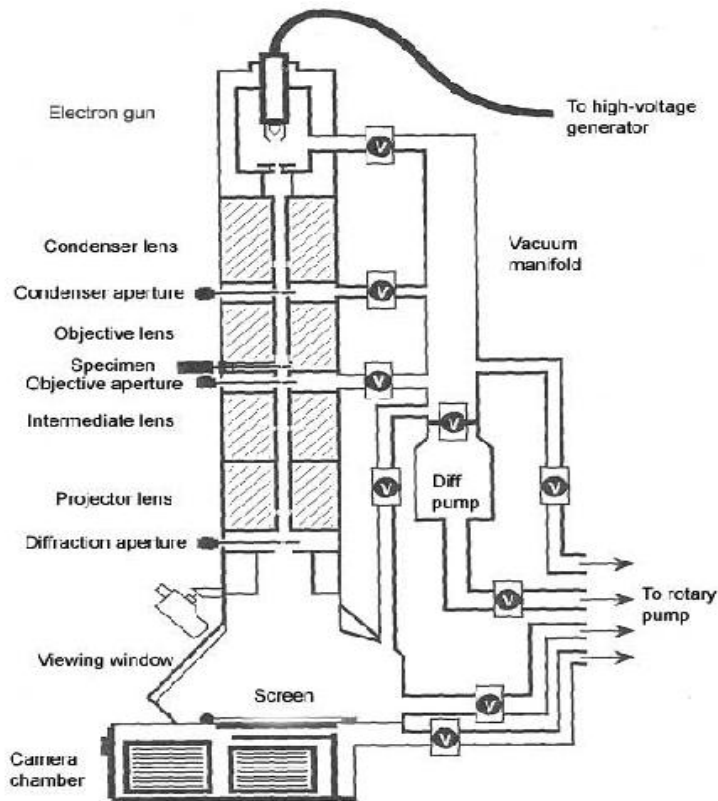 Electron gun
To high-voltage
generator
V
Condenser lens
Vacuum
manifold
Condenser aperture
V
Objective lens
Specimen
Objective aperture
V
Intermediate lens
V
Projector lens
Diff
pump
V
V
Diffraction aperture
To rotary
pump
V
Viewing window
Screen
V
V
Camera
chamber